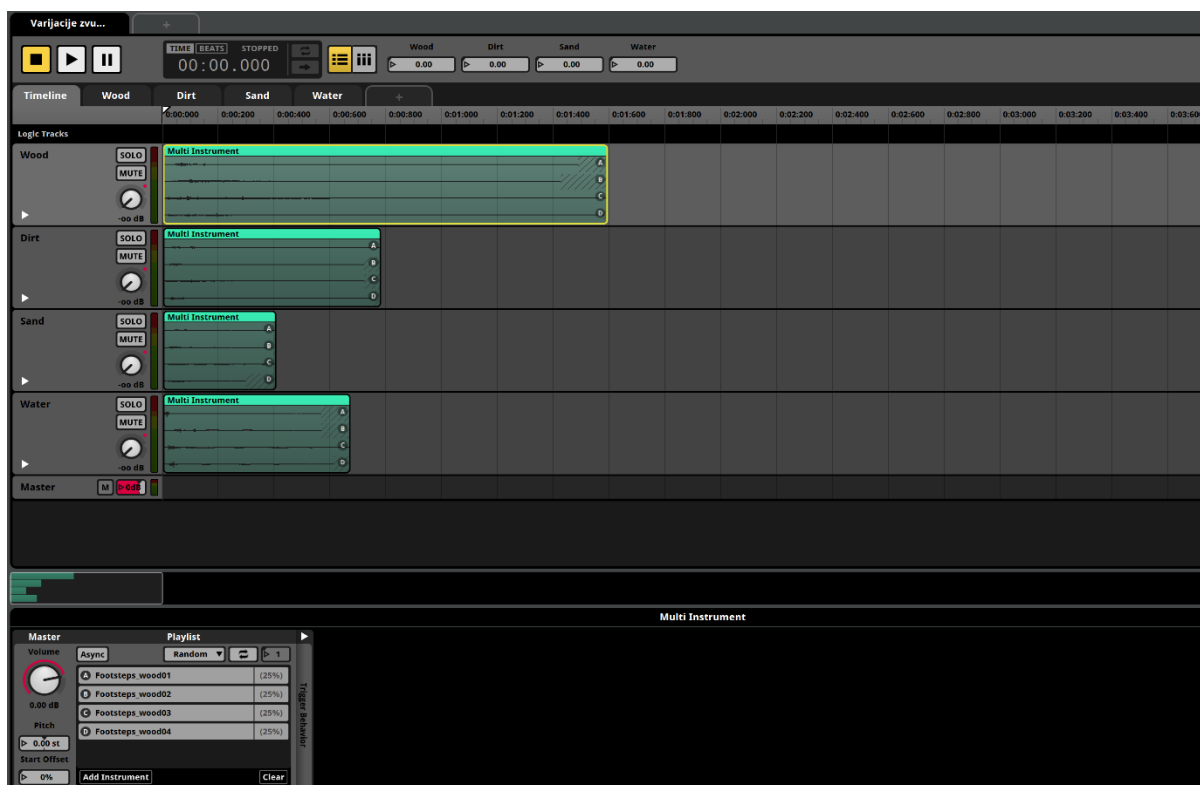 Varijacije zvu... +
Wood Dirt Sand Water
TIME BEATS STOPPED
00:00.000 0.00 0.00 0.00 0.00
Timeline Wood Dirt Sand Water +
0:00:000 0:00:200 0:00:400 0:00:600 0:00:800 0:01:000 0:01:200 0:01:400 0:01:600 0:01:800 0:02:000 0:02:200 0:02:400 0:02:600 0:02:800 0:03:000 0:03:200 0:03:400 0:03:60
Logic Tracks
Wood SOLO Multi Instrument
MUTE
A
B
C
D
-oo dB
Dirt SOLO Multi Instrument
MUTE
A
B
C
D
-oo dB
Sand SOLO Multi Instrument
MUTE
A
B
C
D
-oo dB
Water SOLO Multi Instrument
MUTE
A
B
C
D
-oo dB
Master M 0dB
Multi Instrument
Master Playlist
Volume Async Random 1
A Footsteps_wood01 (25%)
B Footsteps_wood02 (25%)
0.00 dB
C Footsteps_wood03 (25%)
Pitch
D Footsteps_wood04 (25%)
0.00 st
Start Offset
0% Add Instrument Clear
Trigger Behavior